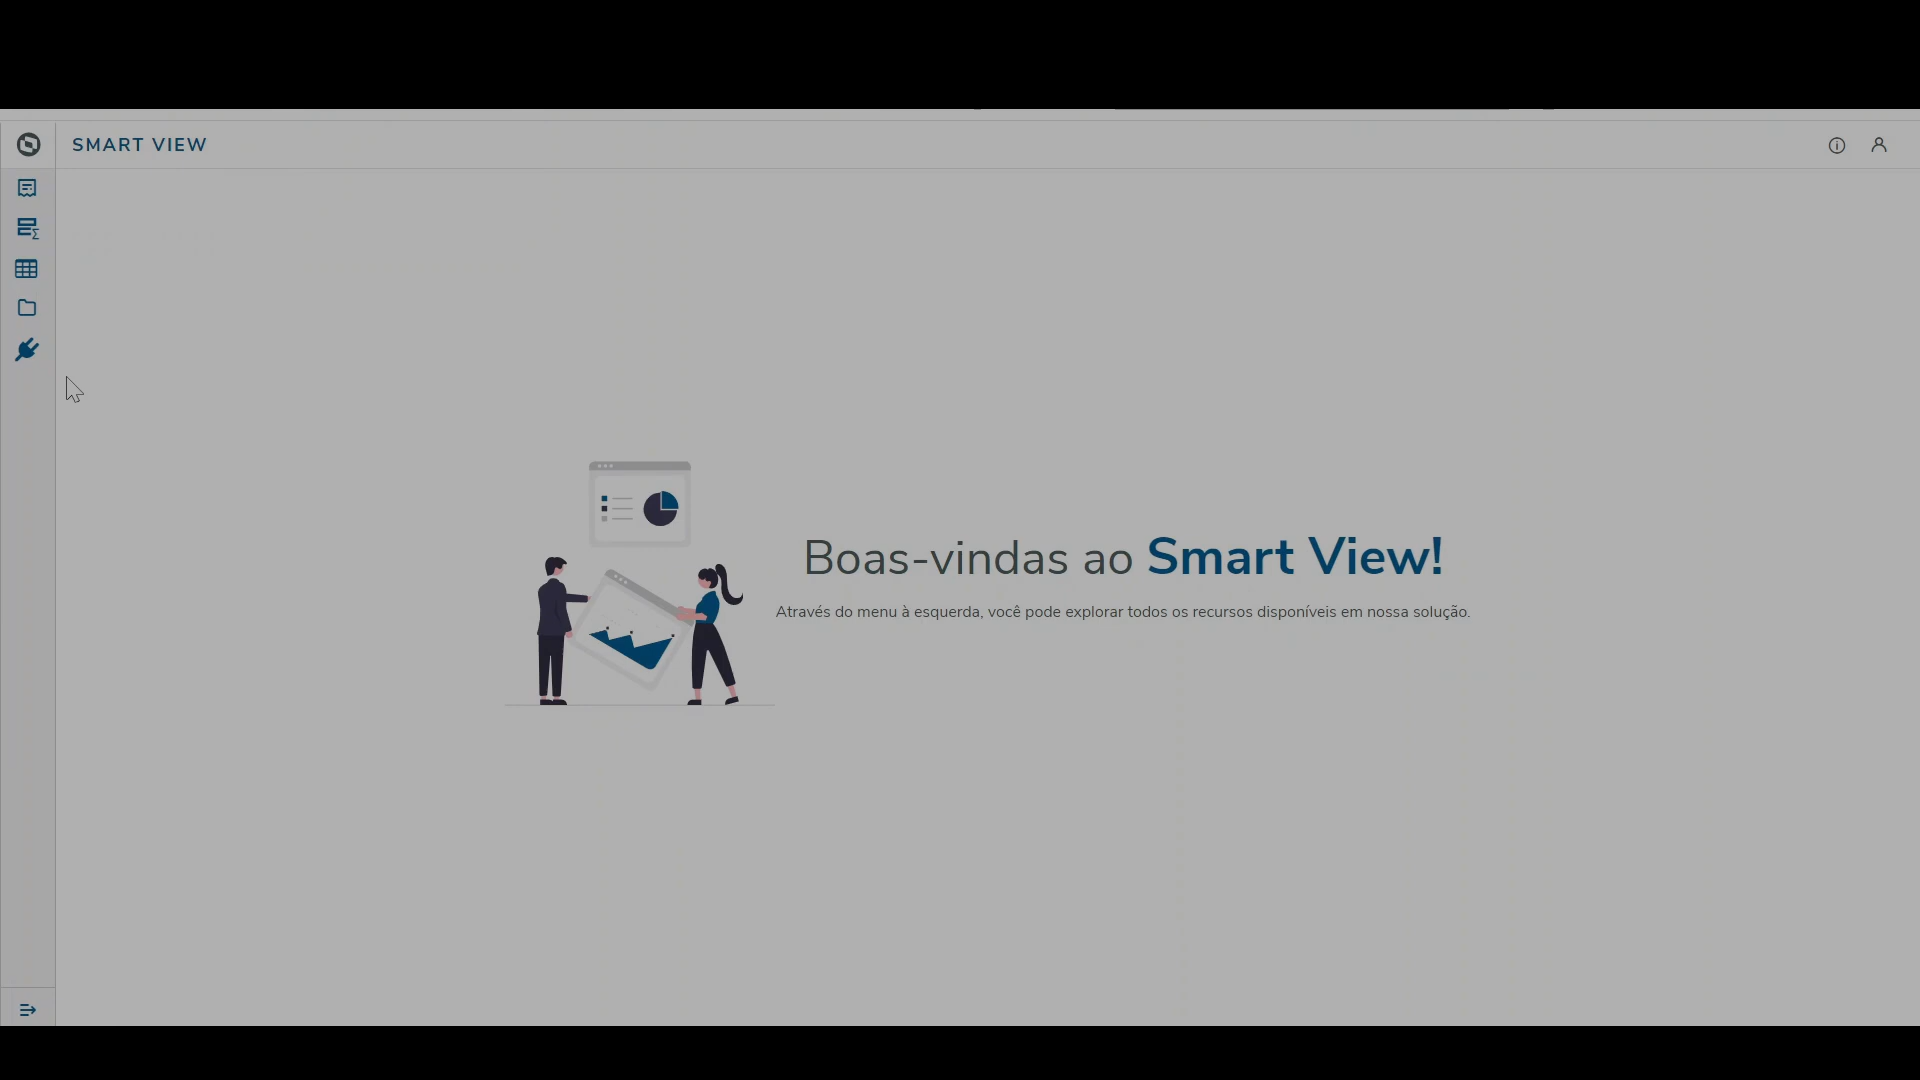 SMART VIEW
Boas-vindas ao Smart View!
Através do menu à esquerda, você pode explorar todos os recursos disponíveis em nossa solução.